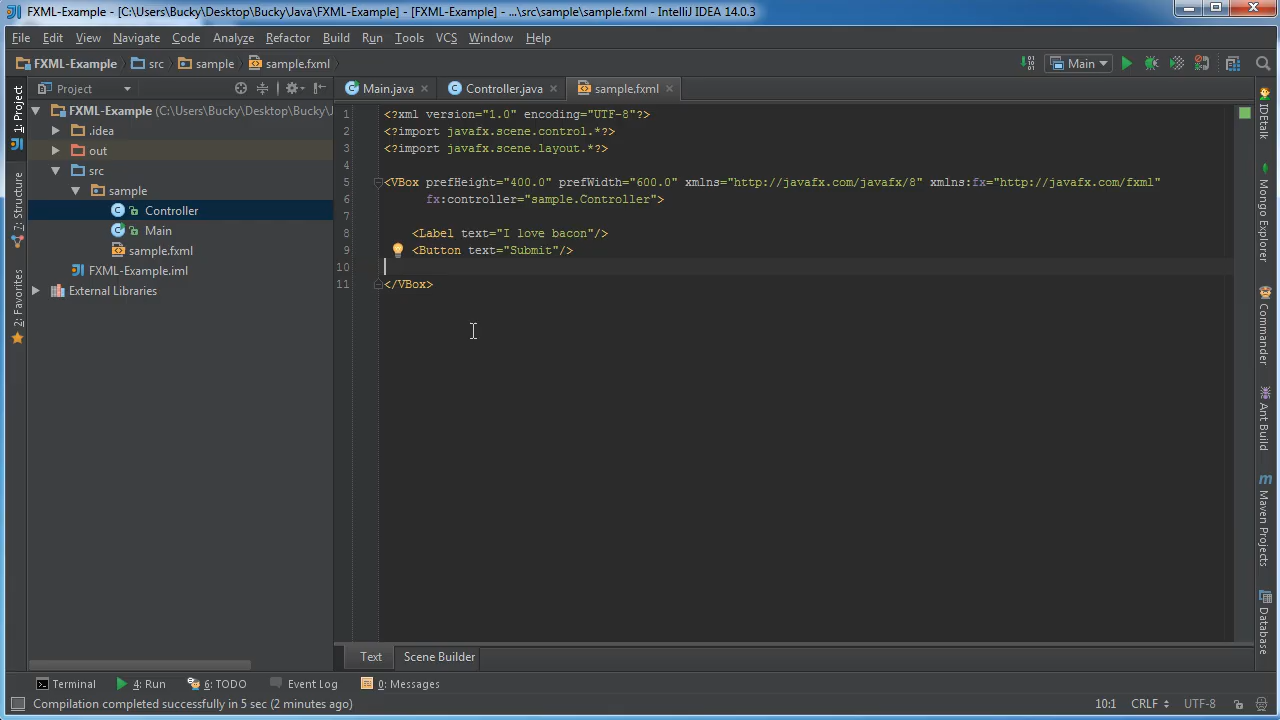 FXML-Example - [C:\Users\Bucky\Desktop\Bucky\Java\FXML-Example] - [FXML-Example] - ...\src\sample\sample.fxml - IntelliJ IDEA 14.0.3
File Edit View Navigate Code Analyze Refactor Build Run Tools VCS Window Help
FXML-Example src sample sample.fxml Main
Project Main.java Controller.java sample.fxml
1: Project
7: Structure
2: Favorites
FXML-Example (C:\Users\Bucky\Desktop\Bucky\J
.idea
out
src
sample
Controller
Main
sample.fxml
FXML-Example.iml
External Libraries
1 <?xml version="1.0" encoding="UTF-8"?>
2 <?import javafx.scene.control.*?>
3 <?import javafx.scene.layout.*?>
4
5 <VBox prefHeight="400.0" prefWidth="600.0" xmlns="http://javafx.com/javafx/8" xmlns:fx="http://javafx.com/fxml"
6 fx:controller="sample.Controller">
7
8 <Label text="I love bacon"/>
9 <Button text="Submit"/>
10
11 </VBox>
IDEtalk
JSF Explorer
Commander
Ant Build
Maven Projects
Database
Text Scene Builder
Terminal 4: Run 6: TODO Event Log 0: Messages
Compilation completed successfully in 5 sec (2 minutes ago) 10:1 CRLF UTF-8